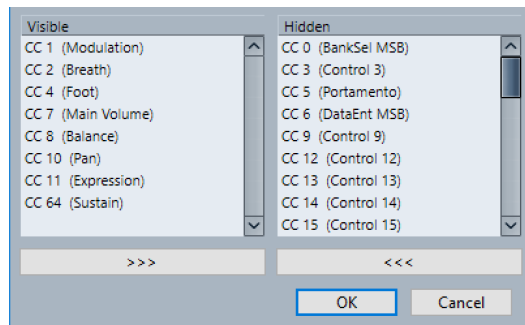 Visible
CC 1 (Modulation)
CC 2 (Breath)
CC 4 (Foot)
CC 7 (Main Volume)
CC 8 (Balance)
CC 10 (Pan)
CC 11 (Expression)
CC 64 (Sustain)
>>>
Hidden
CC 0 (BankSel MSB)
CC 3 (Control 3)
CC 5 (Portamento)
CC 6 (DataEnt MSB)
CC 9 (Control 9)
CC 12 (Control 12)
CC 13 (Control 13)
CC 14 (Control 14)
CC 15 (Control 15)
<<<
OK
Cancel